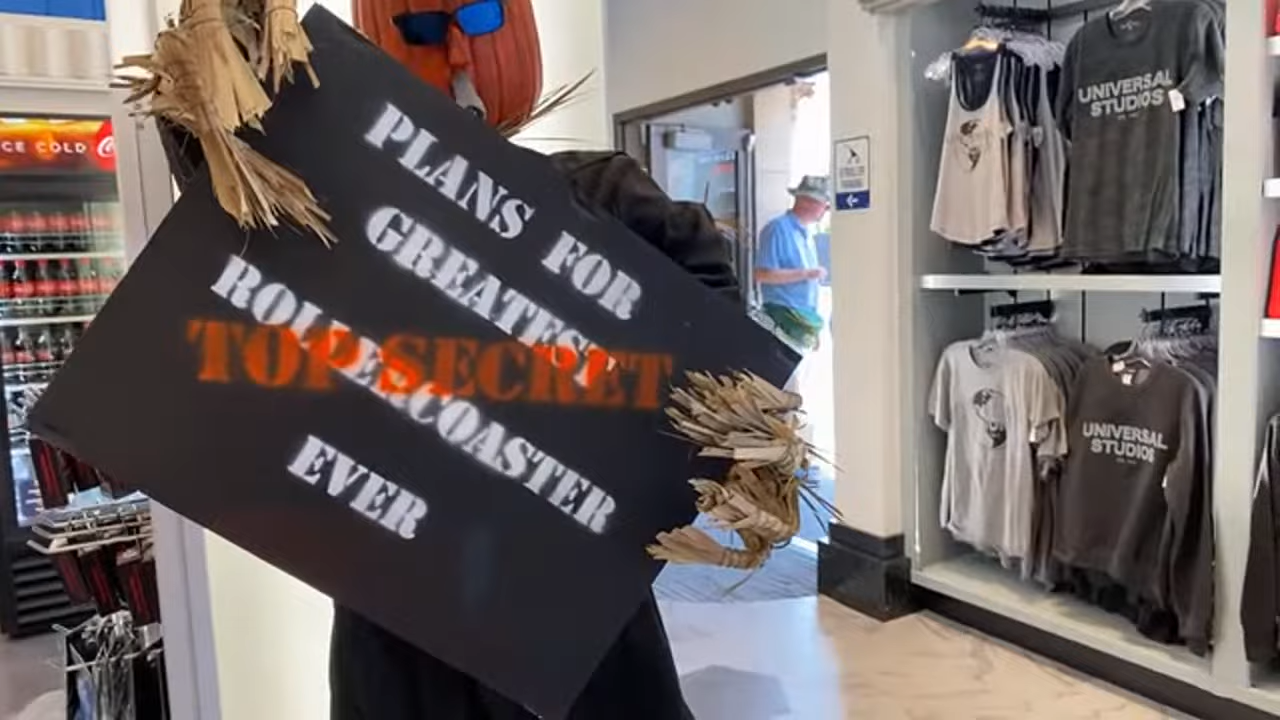 PLANS FOR
GREATEST
ROLLERCOASTER
EVER
TOP SECRET
ICE COLD
UNIVERSAL
STUDIOS
UNIVERSAL
STUDIOS